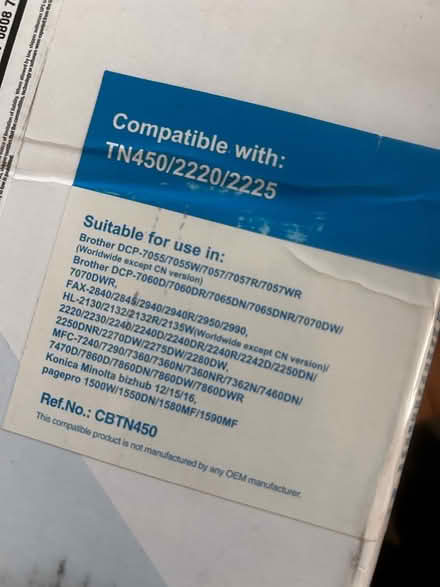 0808 7
Compatible with:
TN450/2220/2225
Suitable for use in:
Brother DCP-7055/7055W/7057/7057R/7057WR
(Worldwide except CN version)
Brother DCP-7060D/7060DR/7065DN/7065DNR/7070DW/
7070DWR,
FAX-2840/2845/2940/2940R/2950/2990,
HL-2130/2132/2132R/2135W(Worldwide except CN version)/
2220/2230/2240/2240D/2240DR/2240R/2242D/2250DN/
2250DNR/2270DW/2275DW/2280DW,
MFC-7240/7290/7360/7360N/7360NR/7362N/7460DN/
7470D/7860D/7860DN/7860DW/7860DWR
Konica Minolta bizhub 12/15/16,
pagepro 1500W/1550DN/1580MF/1590MF
Ref.No.: CBTN450
This compatible product is not manufactured by any OEM manufacturer.